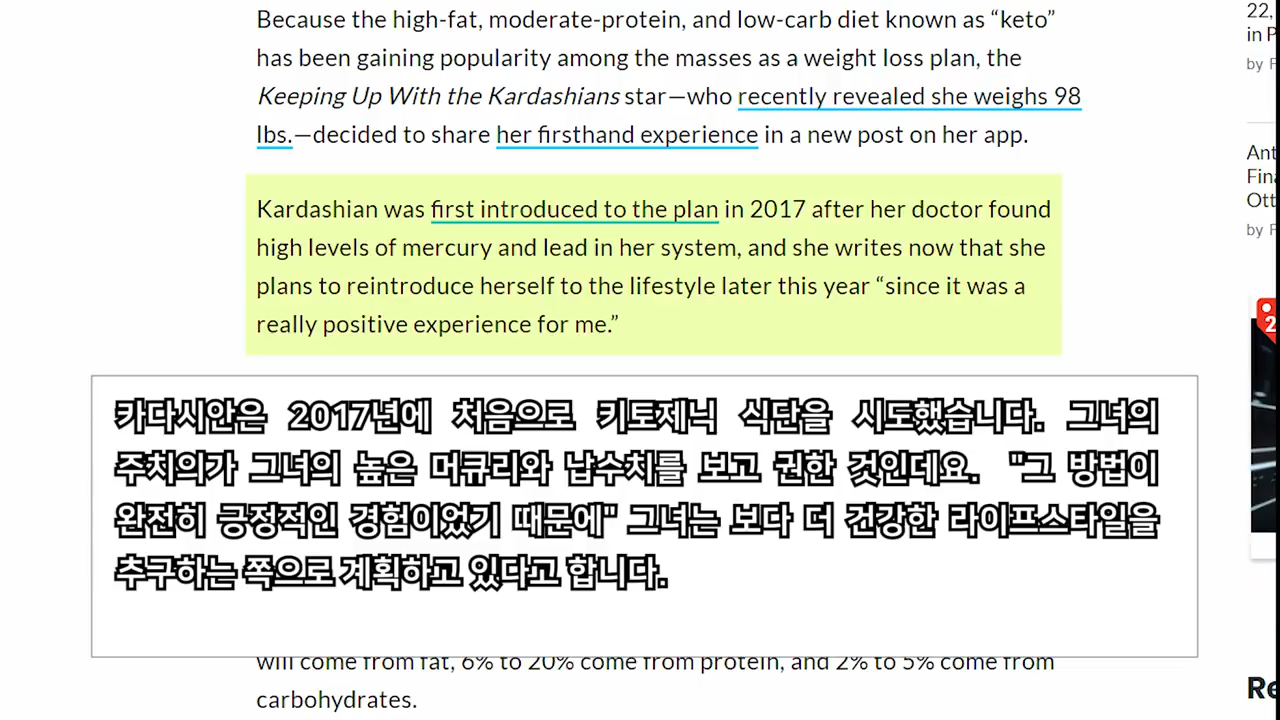 Because the high-fat, moderate-protein, and low-carb diet known as “keto”
has been gaining popularity among the masses as a weight loss plan, the
Keeping Up With the Kardashians star—who recently revealed she weighs 98
lbs.—decided to share her firsthand experience in a new post on her app.
Kardashian was first introduced to the plan in 2017 after her doctor found
high levels of mercury and lead in her system, and she writes now that she
plans to reintroduce herself to the lifestyle later this year “since it was a
really positive experience for me.”
카다시안은 2017년에 처음으로 키토제닉 식단을 시도했습니다. 그녀의
주치의가 그녀의 높은 머큐리와 납수치를 보고 권한 것인데요. "그 방법이
완전히 긍정적인 경험이었기 때문에" 그녀는 보다 더 건강한 라이프스타일을
추구하는 쪽으로 계획하고 있다고 합니다.
will come from fat, 6% to 20% come from protein, and 2% to 5% come from
carbohydrates.
22,
in
by
Ant
Ott
by
2